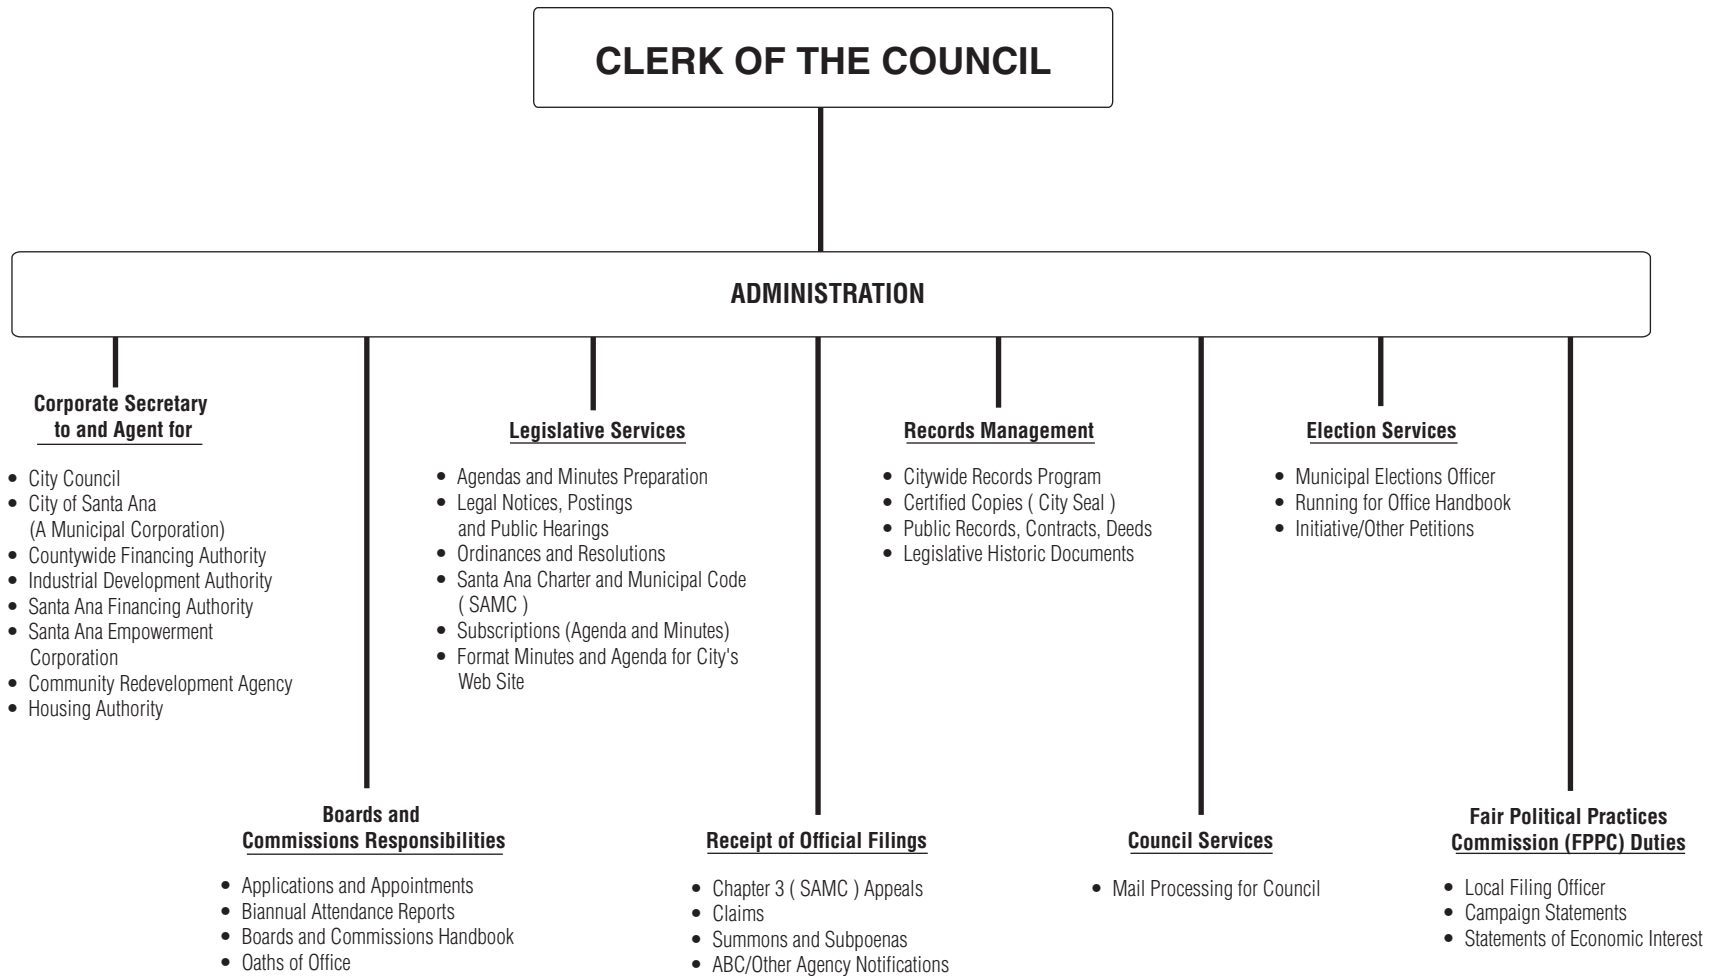 CLERK OF THE COUNCIL
ADMINISTRATION
Corporate Secretary
to and Agent for
• City Council
• City of Santa Ana
(A Municipal Corporation)
• Countywide Financing Authority
• Industrial Development Authority
• Santa Ana Financing Authority
• Santa Ana Empowerment
Corporation
• Community Redevelopment Agency
• Housing Authority
Boards and
Commissions Responsibilities
• Applications and Appointments
• Biannual Attendance Reports
• Boards and Commissions Handbook
• Oaths of Office
Legislative Services
• Agendas and Minutes Preparation
• Legal Notices, Postings
and Public Hearings
• Ordinances and Resolutions
• Santa Ana Charter and Municipal Code
( SAMC )
• Subscriptions (Agenda and Minutes)
• Format Minutes and Agenda for City's
Web Site
Receipt of Official Filings
• Chapter 3 ( SAMC ) Appeals
• Claims
• Summons and Subpoenas
• ABC/Other Agency Notifications
Records Management
• Citywide Records Program
• Certified Copies ( City Seal )
• Public Records, Contracts, Deeds
• Legislative Historic Documents
Council Services
• Mail Processing for Council
Election Services
• Municipal Elections Officer
• Running for Office Handbook
• Initiative/Other Petitions
Fair Political Practices
Commission (FPPC) Duties
• Local Filing Officer
• Campaign Statements
• Statements of Economic Interest